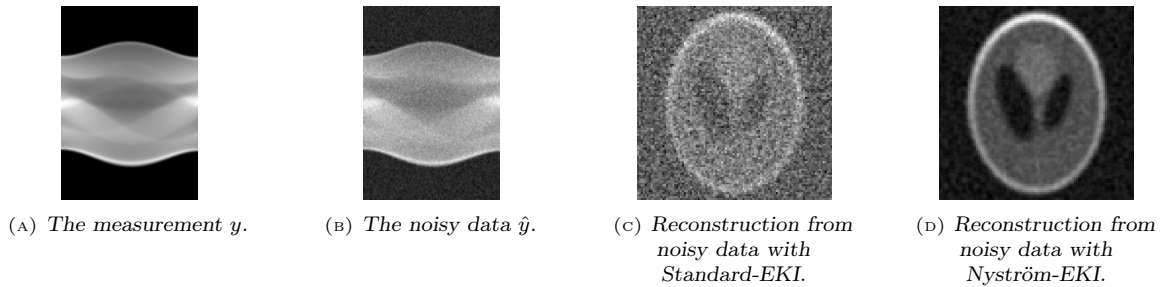 (A) The measurement y.
(B) The noisy data ŷ.
(C) Reconstruction from
noisy data with
Standard-EKI.
(D) Reconstruction from
noisy data with
Nyström-EKI.